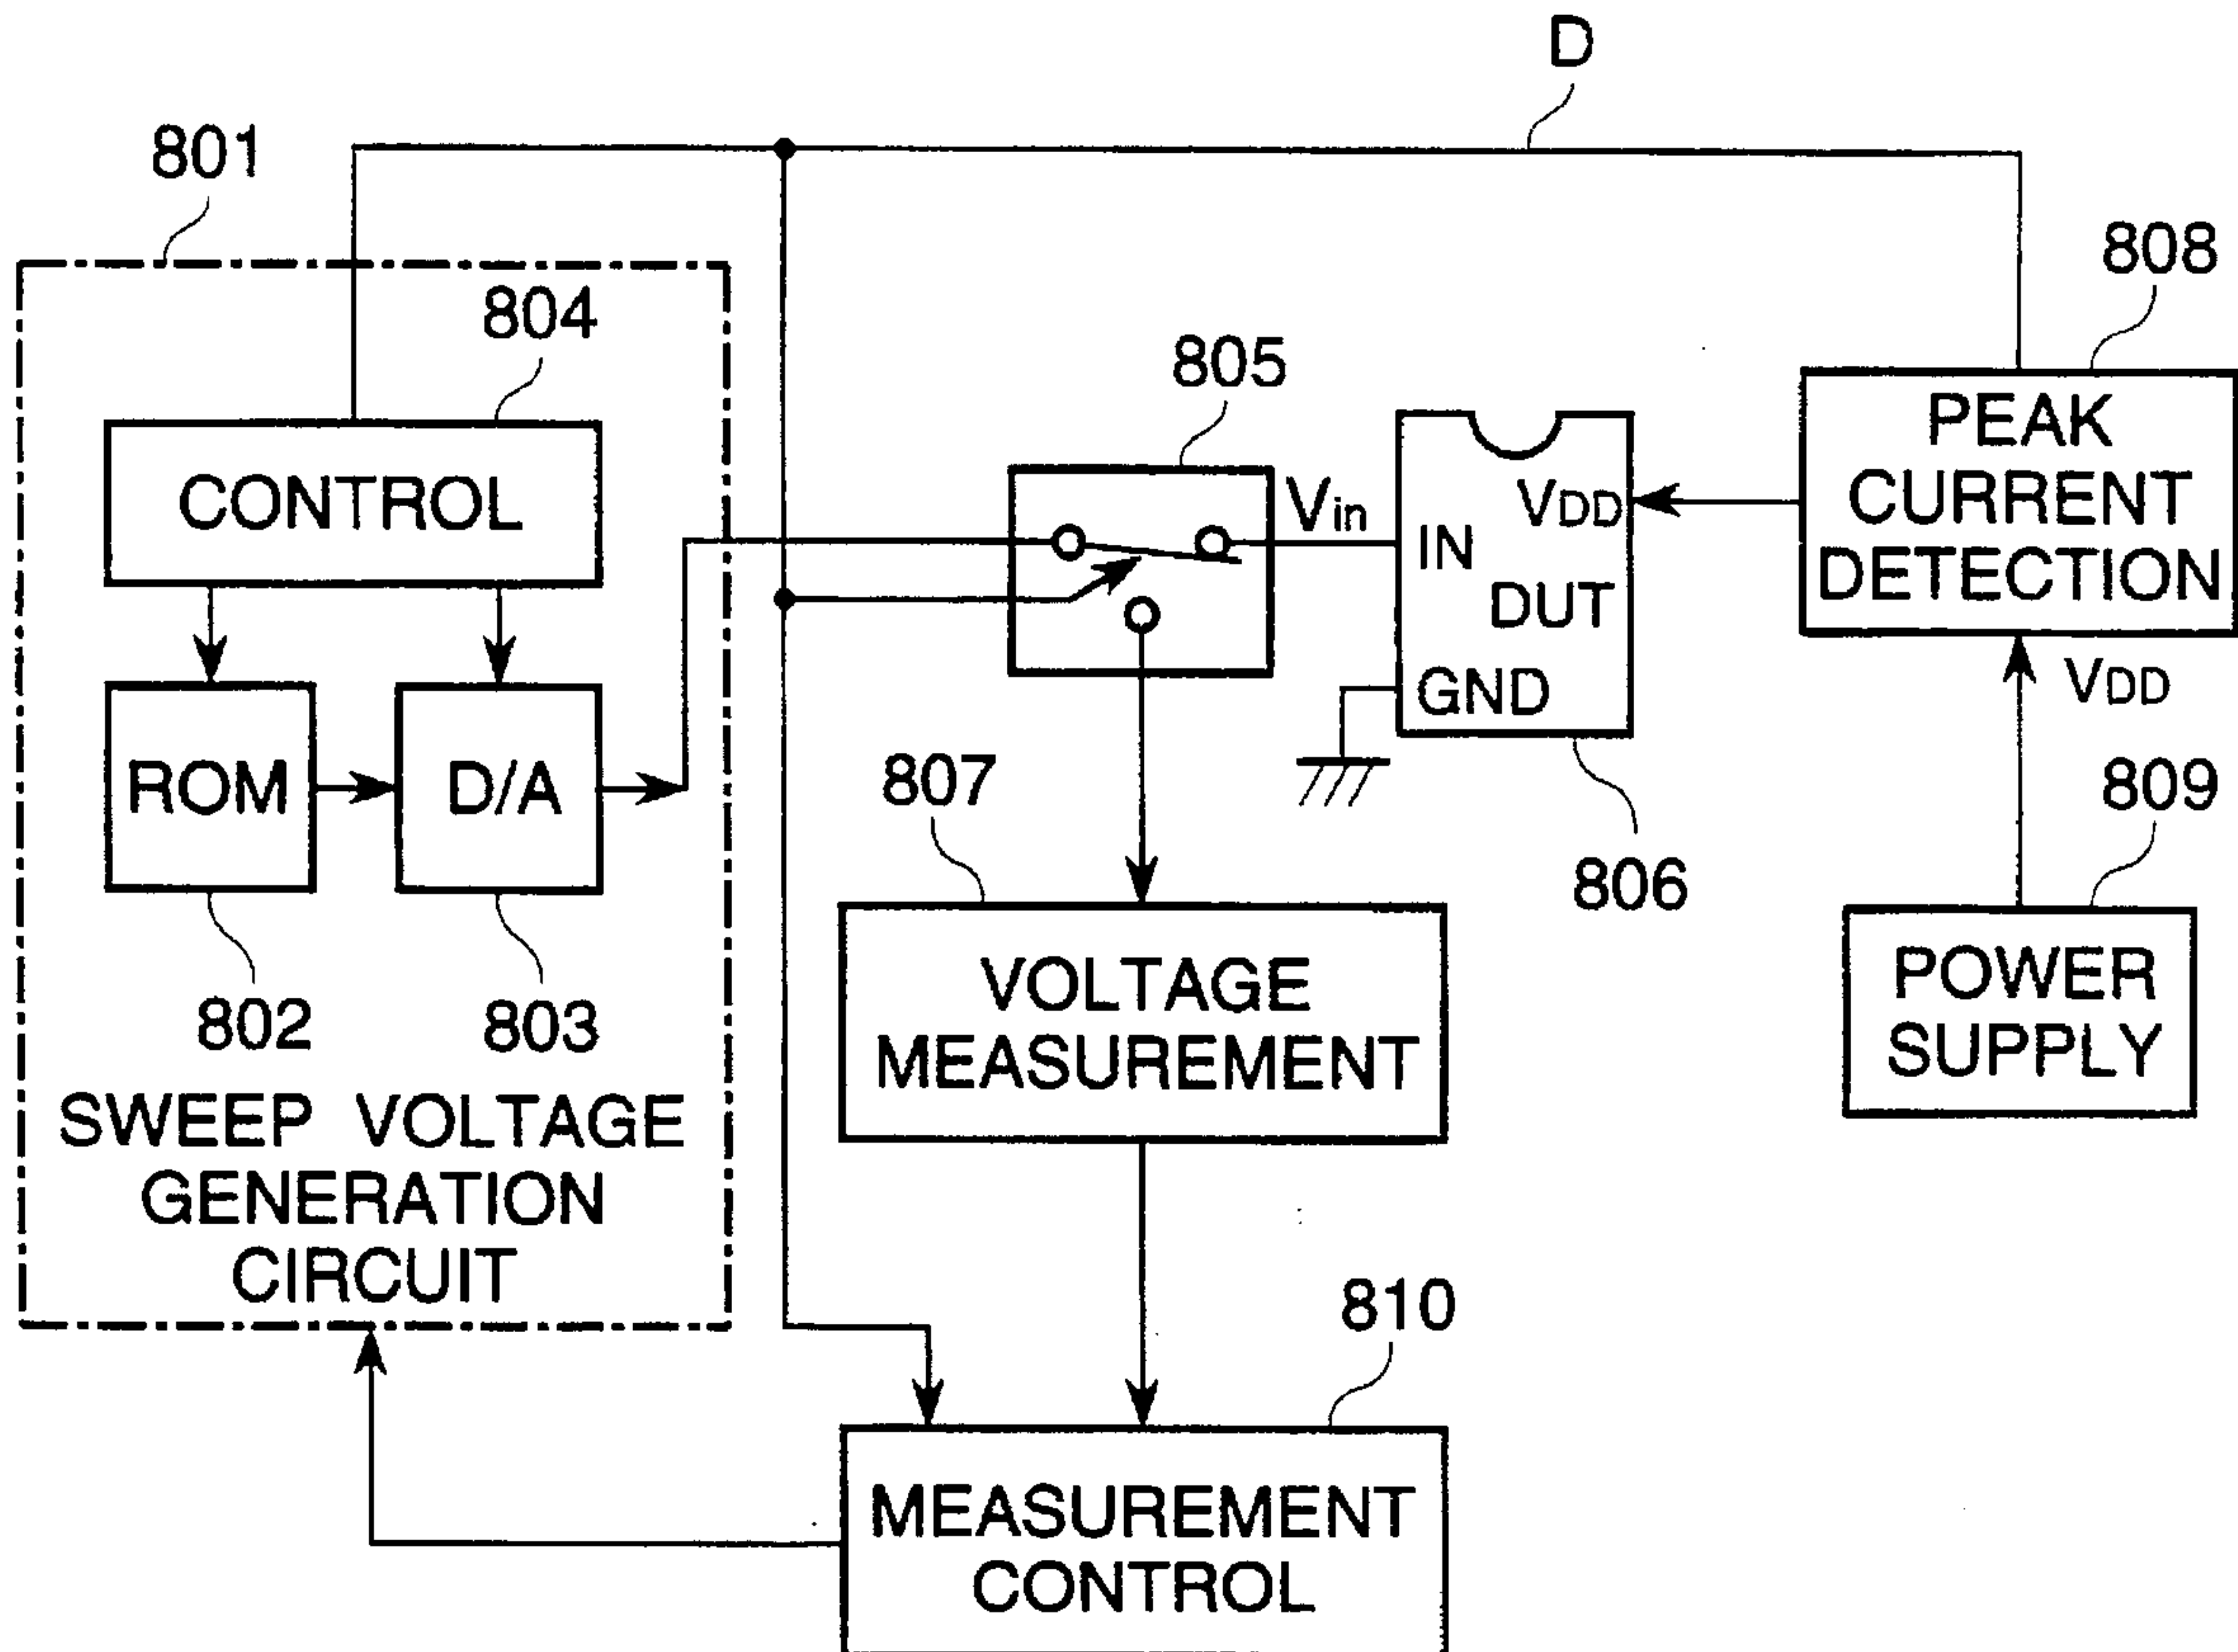 D
801
808
804
805
PEAK
CURRENT
DETECTION
CONTROL
Vin
VDD
IN
DUT
GND
VDD
ROM
D/A
807
809
806
802
803
VOLTAGE
MEASUREMENT
POWER
SUPPLY
SWEEP VOLTAGE
GENERATION
CIRCUIT
810
MEASUREMENT
CONTROL